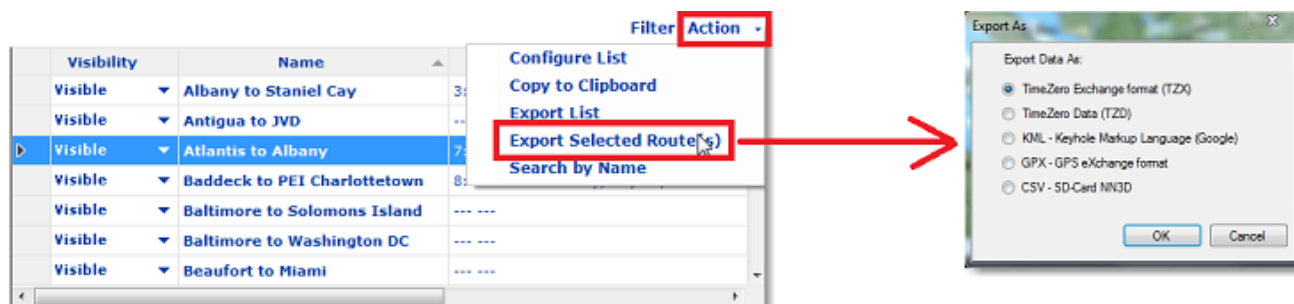 Filter Action
Visibility Name
Visible Albany to Staniel Cay 3:
Visible Antigua to JVD --
Visible Atlantis to Albany 7:
Visible Baddeck to PEI Charlottetown 8:
Visible Baltimore to Solomons Island --- ---
Visible Baltimore to Washington DC --- ---
Visible Beaufort to Miami --- ---
Configure List
Copy to Clipboard
Export List
Export Selected Route(s)
Search by Name
Export As
Export Data As:
TimeZero Exchange format (TZX)
TimeZero Data (TZD)
KML - Keyhole Markup Language (Google)
GPX - GPS eXchange format
CSV - SD-Card NN3D
OK Cancel